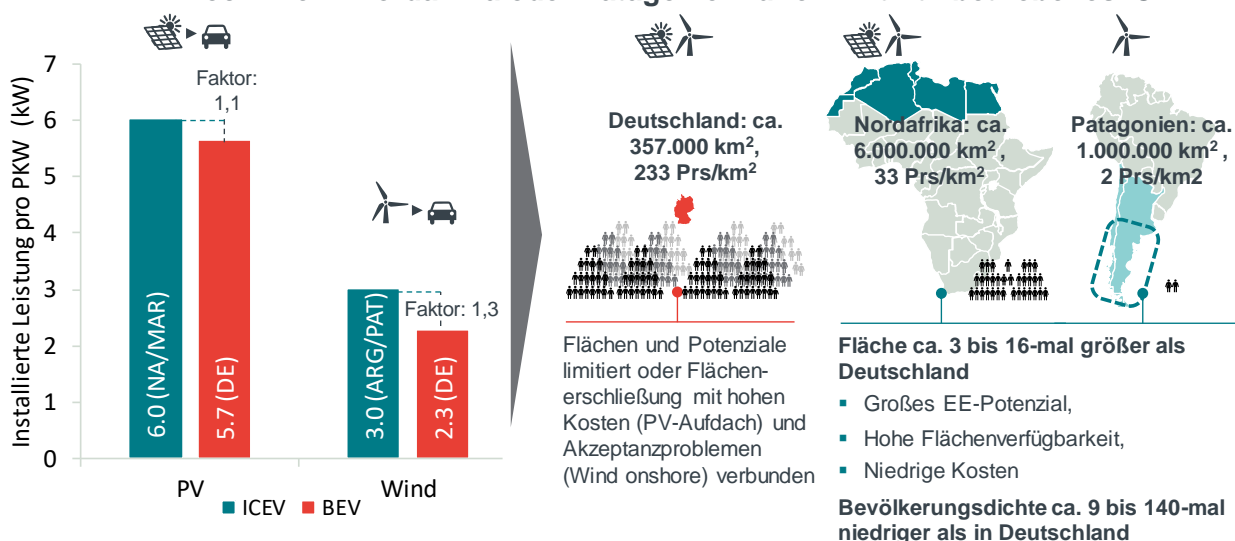 7
6
5
4
3
2
1
0
Installierte Leistung pro PKW (kW)
Faktor:
1,1
Faktor: 1,3
6.0 (NA/MAR)
5.7 (DE)
3.0 (ARG/PAT)
2.3 (DE)
PV
Wind
ICEV
BEV
Deutschland: ca.
357.000 km²,
233 Prs/km²
Flächen und Potenziale
limitiert oder Flächen-
erschließung mit hohen
Kosten (PV-Aufdach) und
Akzeptanzproblemen
(Wind onshore) verbunden
Nordafrika: ca.
6.000.000 km² ,
33 Prs/km²
Patagonien: ca.
1.000.000 km² ,
2 Prs/km2
Fläche ca. 3 bis 16-mal größer als
Deutschland
▪ Großes EE-Potenzial,
▪ Hohe Flächenverfügbarkeit,
▪ Niedrige Kosten
Bevölkerungsdichte ca. 9 bis 140-mal
niedriger als in Deutschland